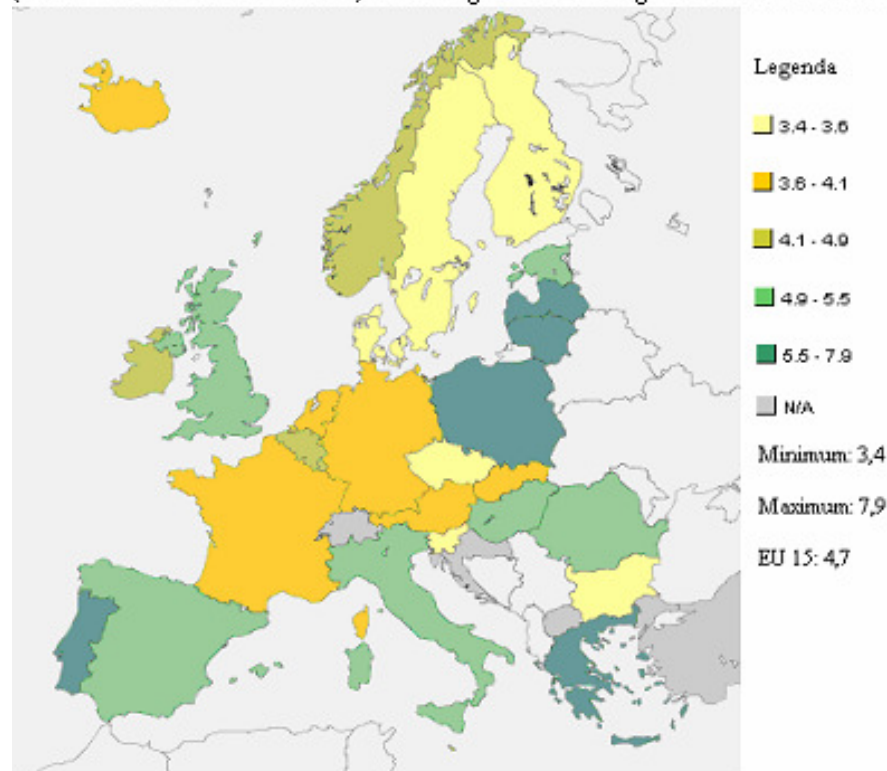 Legenda
3.4 - 3.6
3.6 - 4.1
4.1 - 4.9
4.9 - 5.5
5.5 - 7.9
N/A
Minimum: 3,4
Maximum: 7,9
EU 15: 4,7